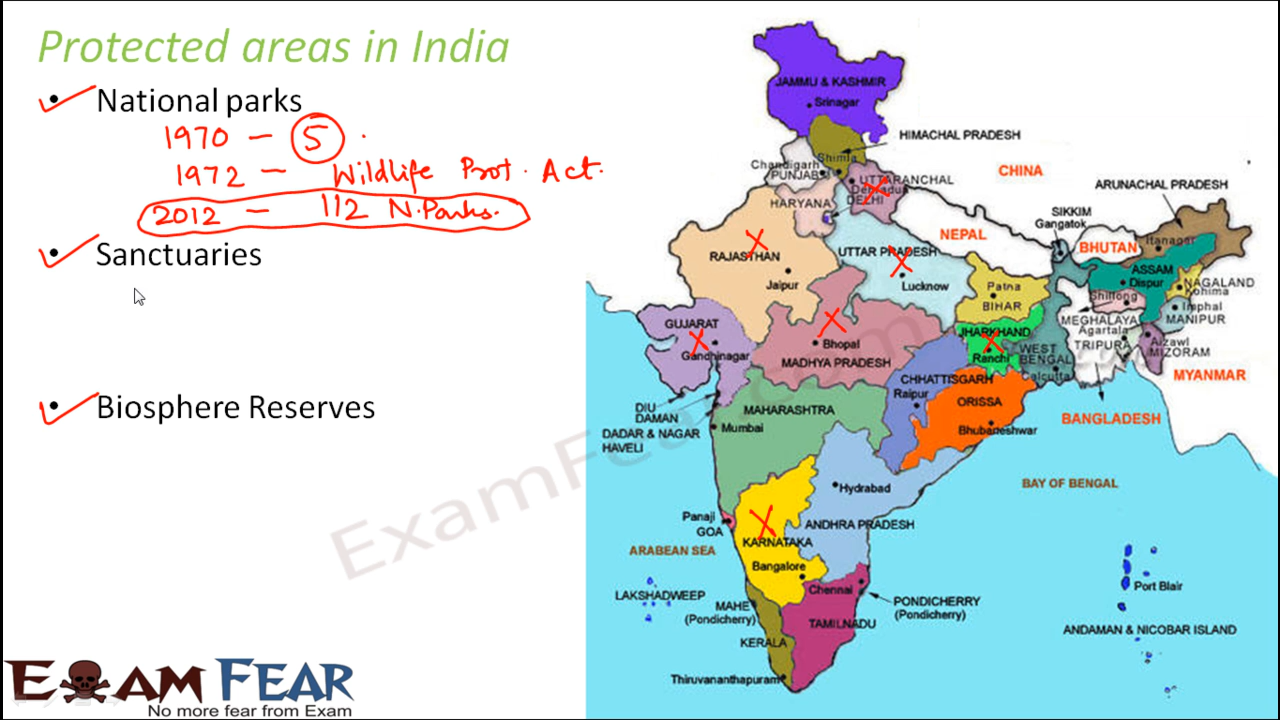 Protected areas in India
• National parks
1970 - 5 .
1972 - Wildlife Prot. Act.
2012 - 112 N.Parks.
• Sanctuaries
• Biosphere Reserves
ExamFear
EXAM FEAR
No more fear from Exam
JAMMU & KASHMIR
Srinagar
HIMACHAL PRADESH
Shimla
Chandigarh
PUNJAB
UTTARANCHAL
Dehradun
DELHI
HARYANA
CHINA
ARUNACHAL PRADESH
SIKKIM
Gangatok
NEPAL
BHUTAN
Itanagar
RAJASTHAN
Jaipur
UTTAR PRADESH
Lucknow
Patna
BIHAR
ASSAM
Dispur
NAGALAND
Kohima
Shillong
MEGHALAYA
Imphal
MANIPUR
Agartala
TRIPURA
Aizawl
MIZORAM
MYANMAR
GUJARAT
Gandhinagar
Bhopal
MADHYA PRADESH
JHARKHAND
Ranchi
WEST
BENGAL
Calcutta
BANGLADESH
CHHATTISGARH
Raipur
ORISSA
Bhubaneshwar
DIU
DAMAN
DADAR & NAGAR
HAVELI
MAHARASHTRA
Mumbai
Hydrabad
ANDHRA PRADESH
BAY OF BENGAL
Panaji
GOA
ARABEAN SEA
KARNATAKA
Bangalore
Chennai
LAKSHADWEEP
MAHE
(Pondicherry)
PONDICHERRY
(Pondicherry)
TAMILNADU
KERALA
Thiruvananthapuram
Port Blair
ANDAMAN & NICOBAR ISLAND